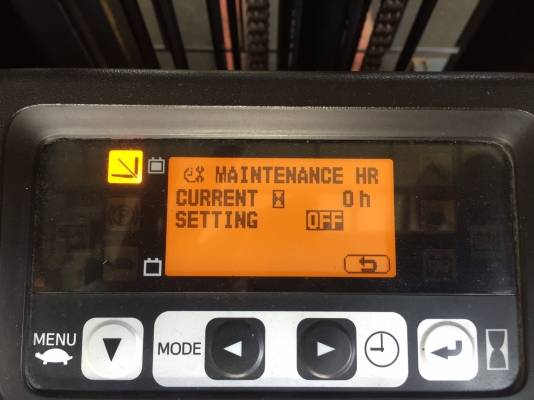 MAINTENANCE HR
CURRENT 0 h
SETTING OFF
MENU
MODE